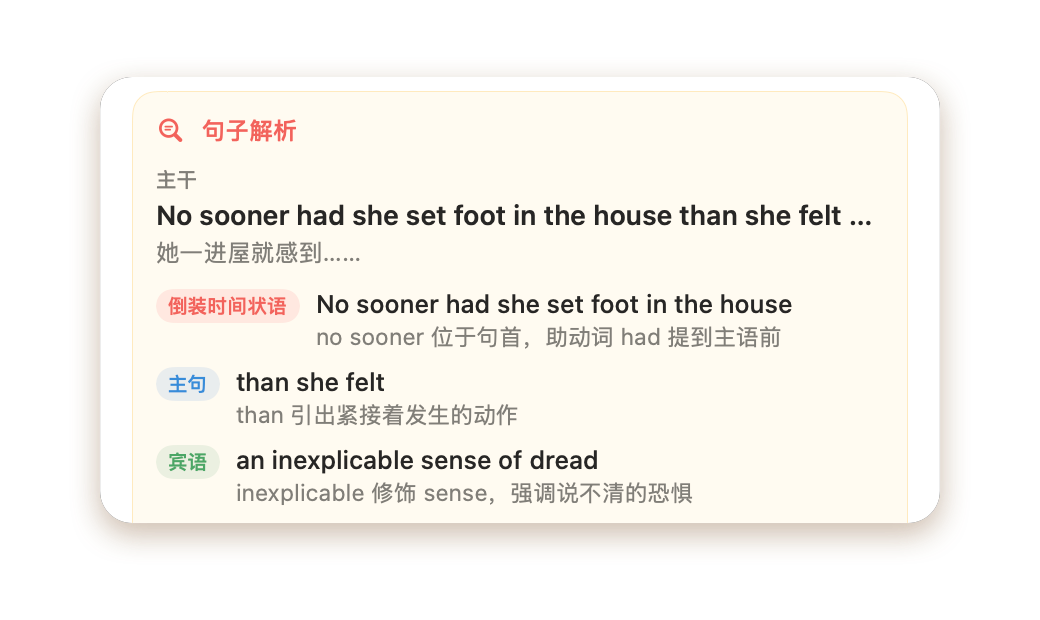 句子解析
主干
No sooner had she set foot in the house than she felt ...
她一进屋就感到……
倒装时间状语 No sooner had she set foot in the house
no sooner 位于句首，助动词 had 提到主语前
主句 than she felt
than 引出紧接着发生的动作
宾语 an inexplicable sense of dread
inexplicable 修饰 sense，强调说不清的恐惧